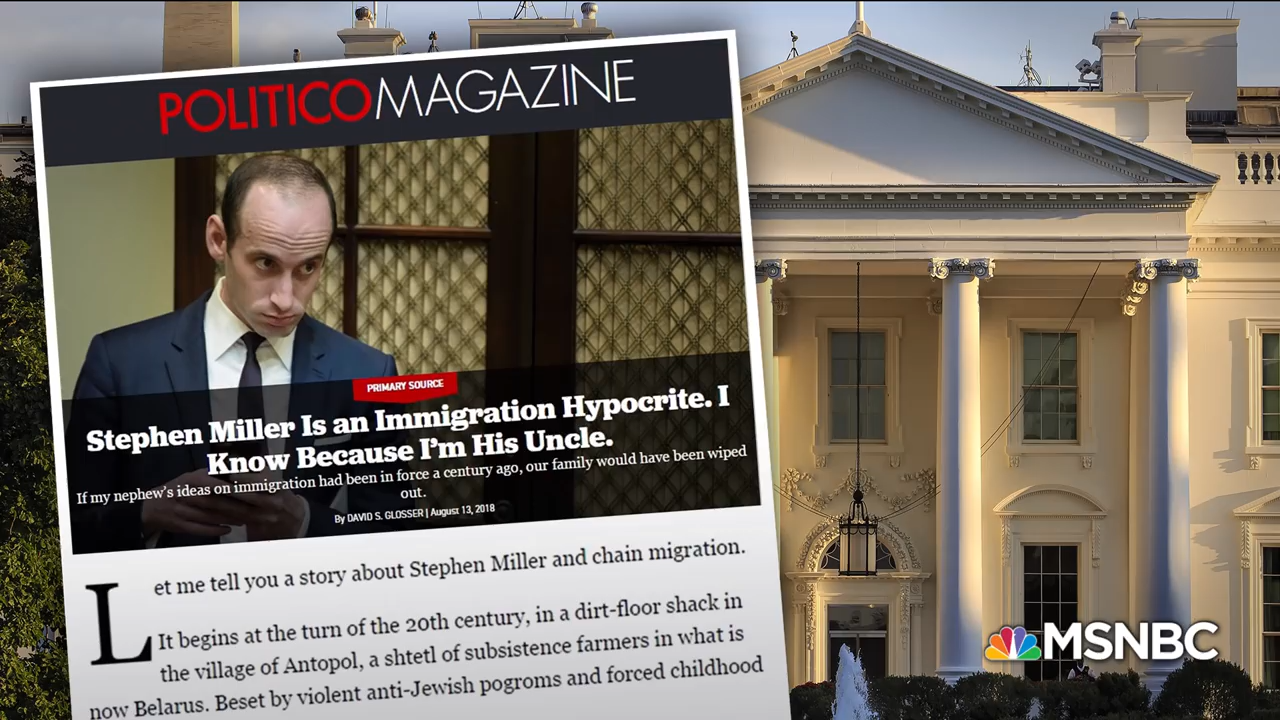 POLITICO MAGAZINE
PRIMARY SOURCE
Stephen Miller Is an Immigration Hypocrite. I
Know Because I'm His Uncle.
If my nephew's ideas on immigration had been in force a century ago, our family would have been wiped
out.
By DAVID S. GLOSSER | August 13, 2018
Let me tell you a story about Stephen Miller and chain migration.
It begins at the turn of the 20th century, in a dirt-floor shack in
the village of Antopol, a shtetl of subsistence farmers in what is
now Belarus. Beset by violent anti-Jewish pogroms and forced childhood
MSNBC